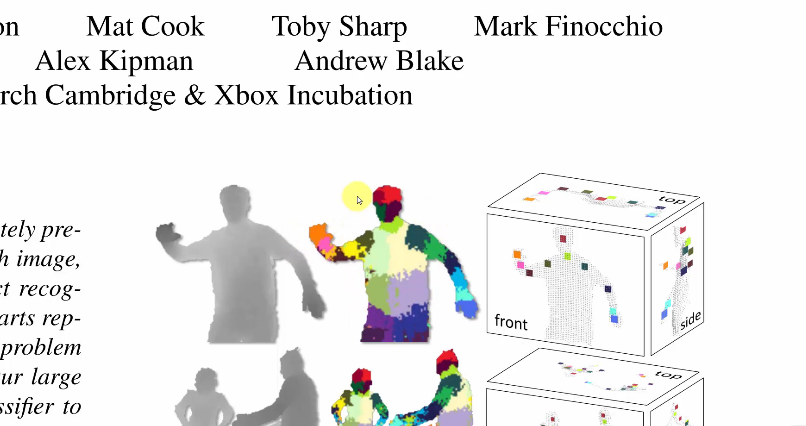 on Mat Cook Toby Sharp Mark Finocchio
Alex Kipman Andrew Blake
rch Cambridge & Xbox Incubation
tely pre-
h image,
ct recog-
arts rep-
problem
ur large
ssifier to
top
front
side
top